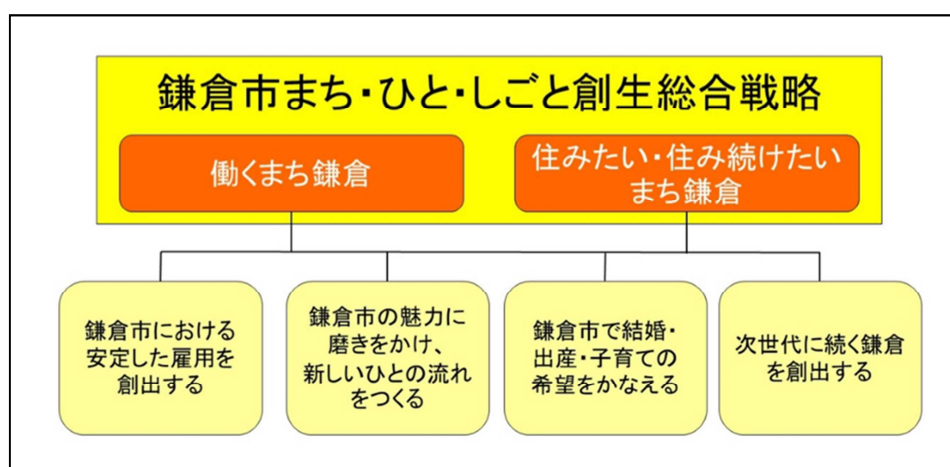 鎌倉市まち・ひと・しごと創生総合戦略
働くまち鎌倉
住みたい・住み続けたい
まち鎌倉
鎌倉市における
安定した雇用を
創出する
鎌倉市の魅力に
磨きをかけ、
新しいひとの流れ
をつくる
鎌倉市で結婚・
出産・子育ての
希望をかなえる
次世代に続く鎌倉
を創出する